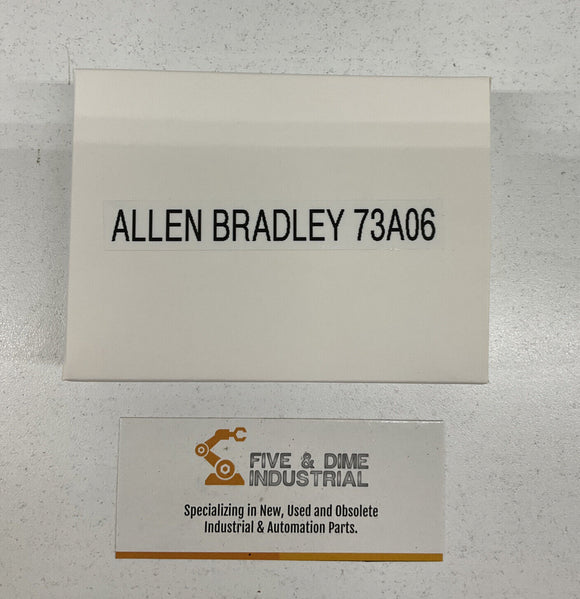 ALLEN BRADLEY 73A06
FIVE & DIME
INDUSTRIAL
Specializing in New, Used and Obsolete
Industrial & Automation Parts.